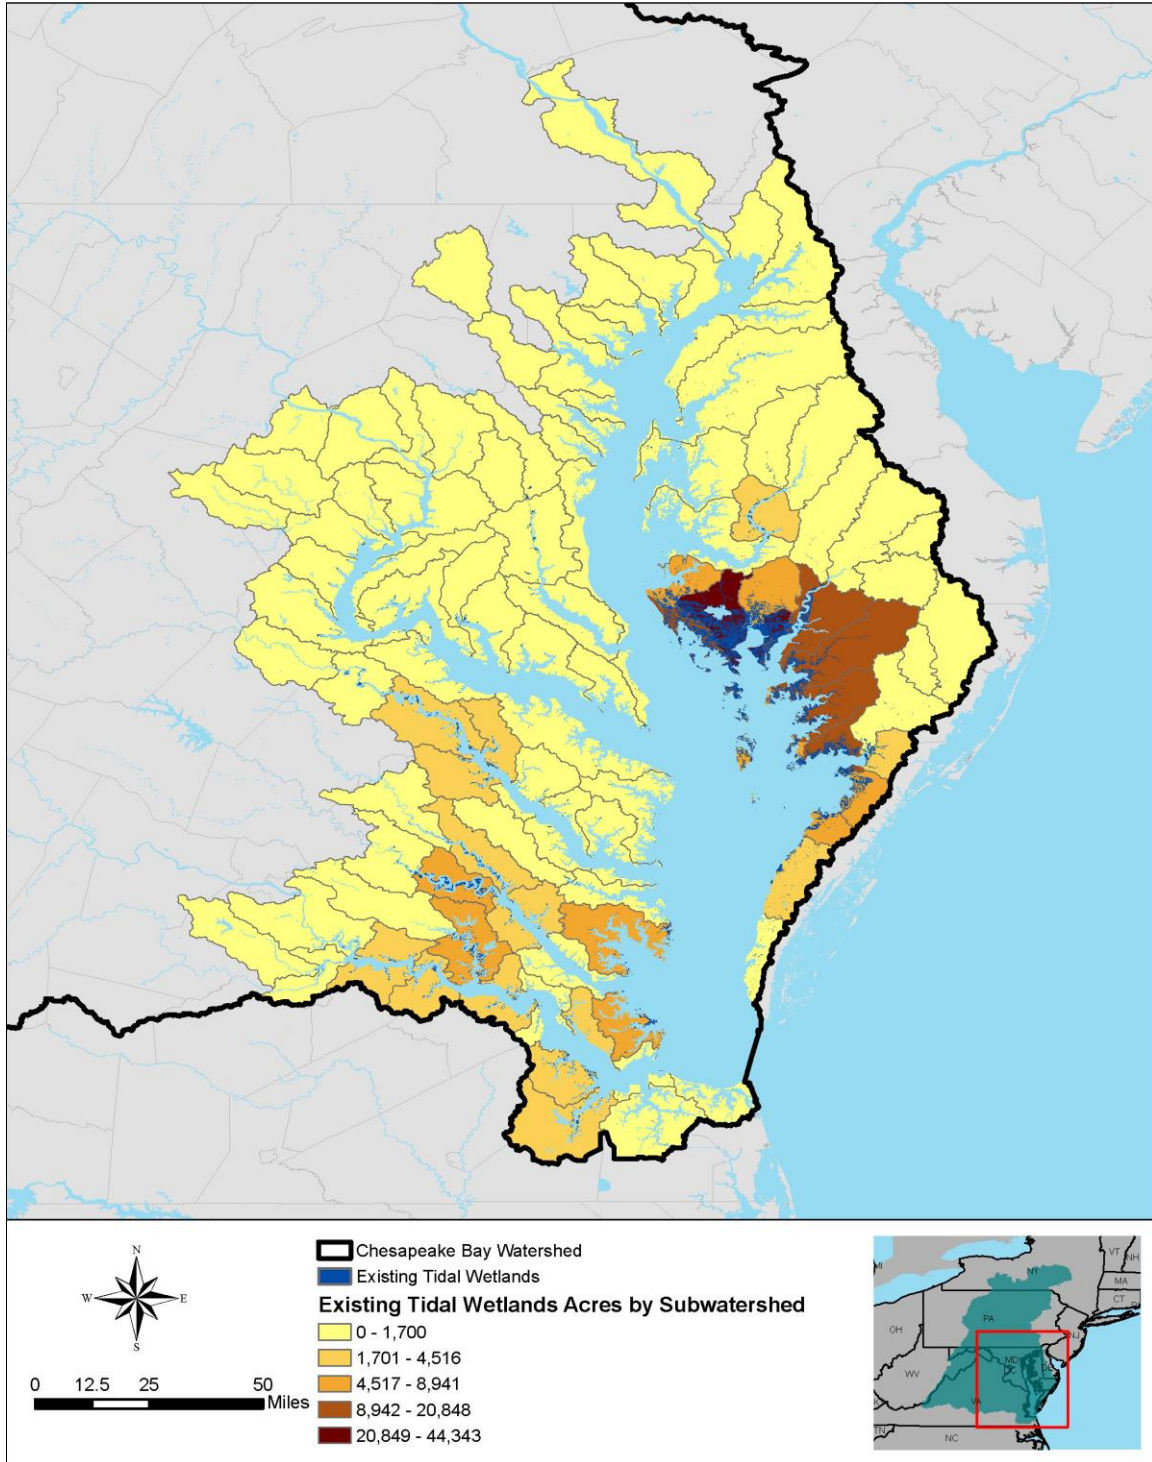 N
W E
S
0 12.5 25 50
Miles
Chesapeake Bay Watershed
Existing Tidal Wetlands
Existing Tidal Wetlands Acres by Subwatershed
0 - 1,700
1,701 - 4,516
4,517 - 8,941
8,942 - 20,848
20,849 - 44,343
MI
NY
VT
NH
MA
CT
PA
OH
NJ
MD
DE
DC
WV
VA
TN
NC